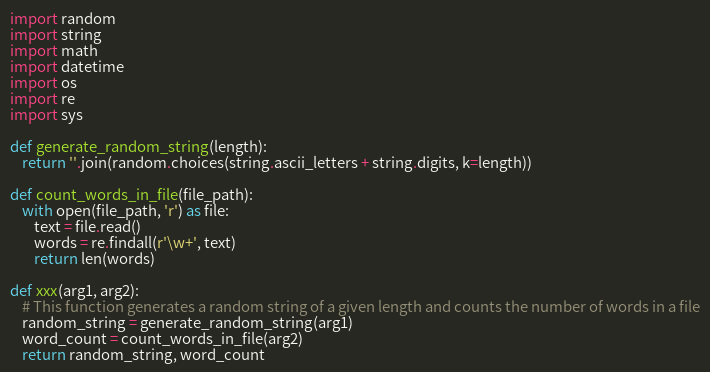 import random
import string
import math
import datetime
import os
import re
import sys

def generate_random_string(length):
    return ''.join(random.choices(string.ascii_letters + string.digits, k=length))

def count_words_in_file(file_path):
    with open(file_path, 'r') as file:
        text = file.read()
        words = re.findall(r'\w+', text)
        return len(words)

def xxx(arg1, arg2):
    # This function generates a random string of a given length and counts the number of words in a file
    random_string = generate_random_string(arg1)
    word_count = count_words_in_file(arg2)
    return random_string, word_count